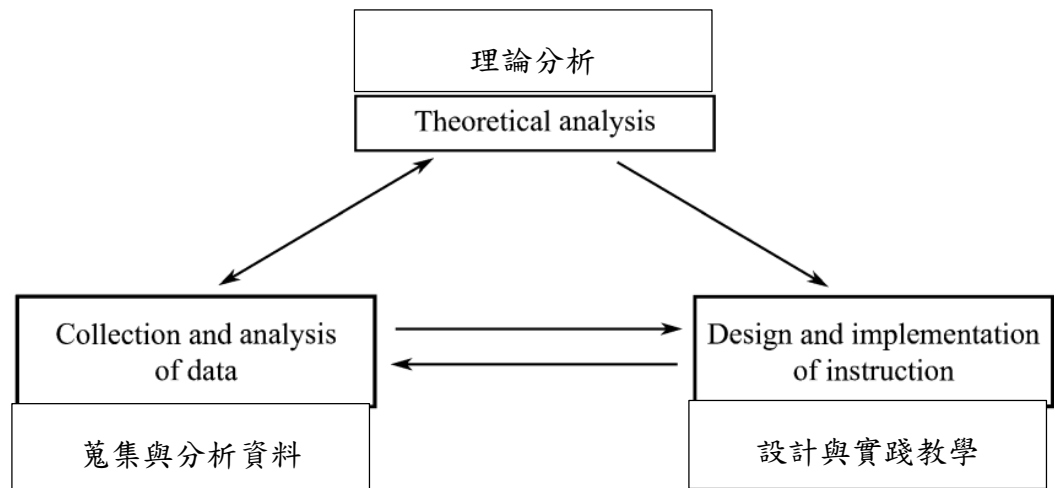 理論分析
Theoretical analysis
Collection and analysis
of data
蒐集與分析資料
Design and implementation
of instruction
設計與實踐教學